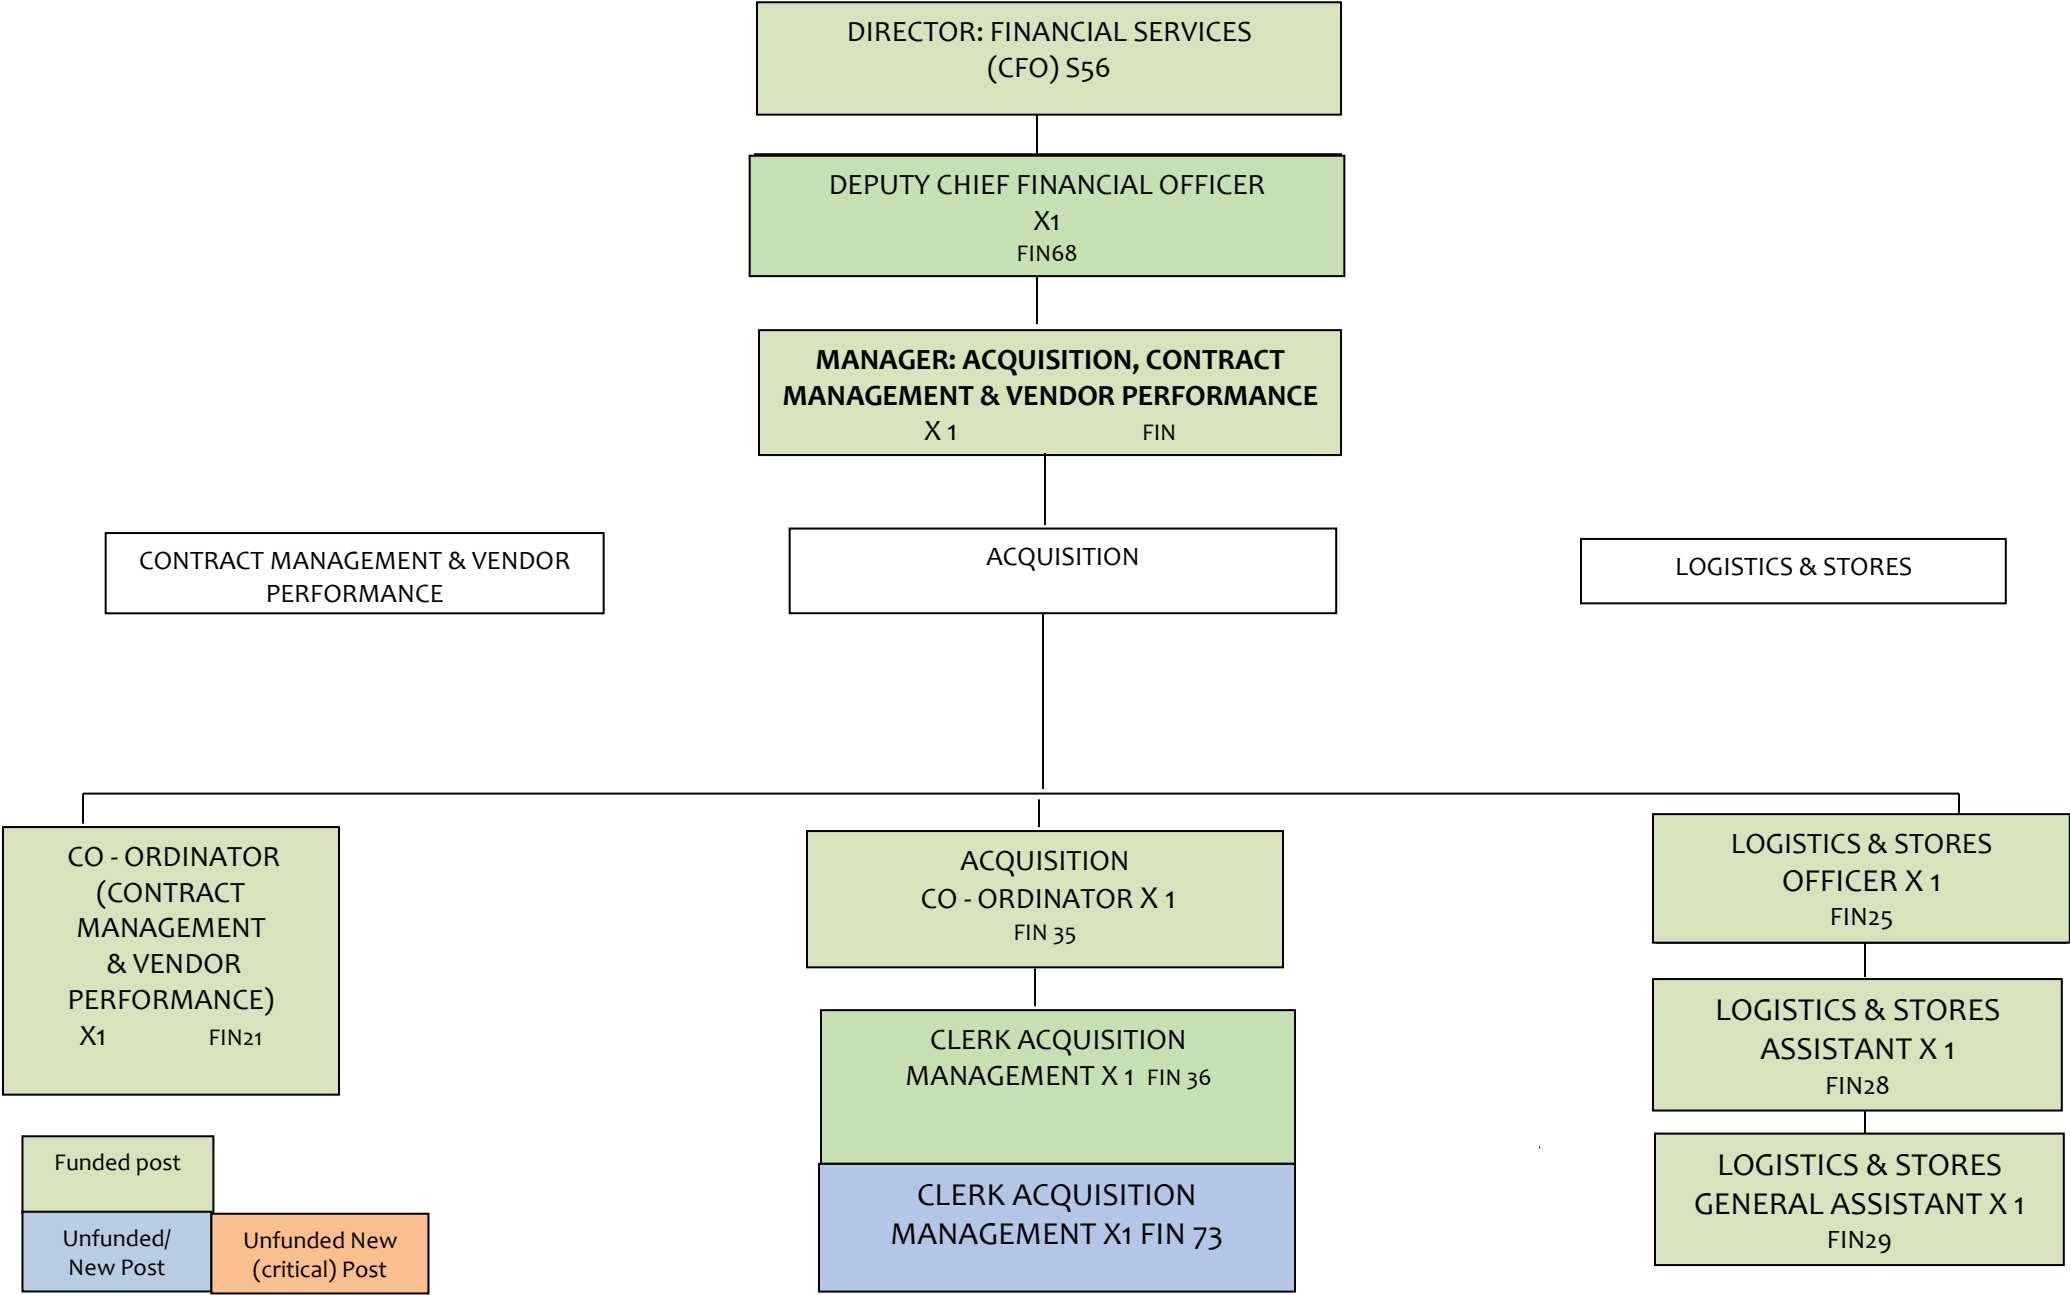 DIRECTOR: FINANCIAL SERVICES
(CFO) S56
DEPUTY CHIEF FINANCIAL OFFICER
X1
FIN68
MANAGER: ACQUISITION, CONTRACT
MANAGEMENT & VENDOR PERFORMANCE
X 1 FIN
CONTRACT MANAGEMENT & VENDOR
PERFORMANCE
ACQUISITION
LOGISTICS & STORES
CO - ORDINATOR
(CONTRACT
MANAGEMENT
& VENDOR
PERFORMANCE)
X1 FIN21
ACQUISITION
CO - ORDINATOR X 1
FIN 35
CLERK ACQUISITION
MANAGEMENT X 1 FIN 36
CLERK ACQUISITION
MANAGEMENT X1 FIN 73
LOGISTICS & STORES
OFFICER X 1
FIN25
LOGISTICS & STORES
ASSISTANT X 1
FIN28
LOGISTICS & STORES
GENERAL ASSISTANT X 1
FIN29
Funded post
Unfunded/
New Post
Unfunded New
(critical) Post